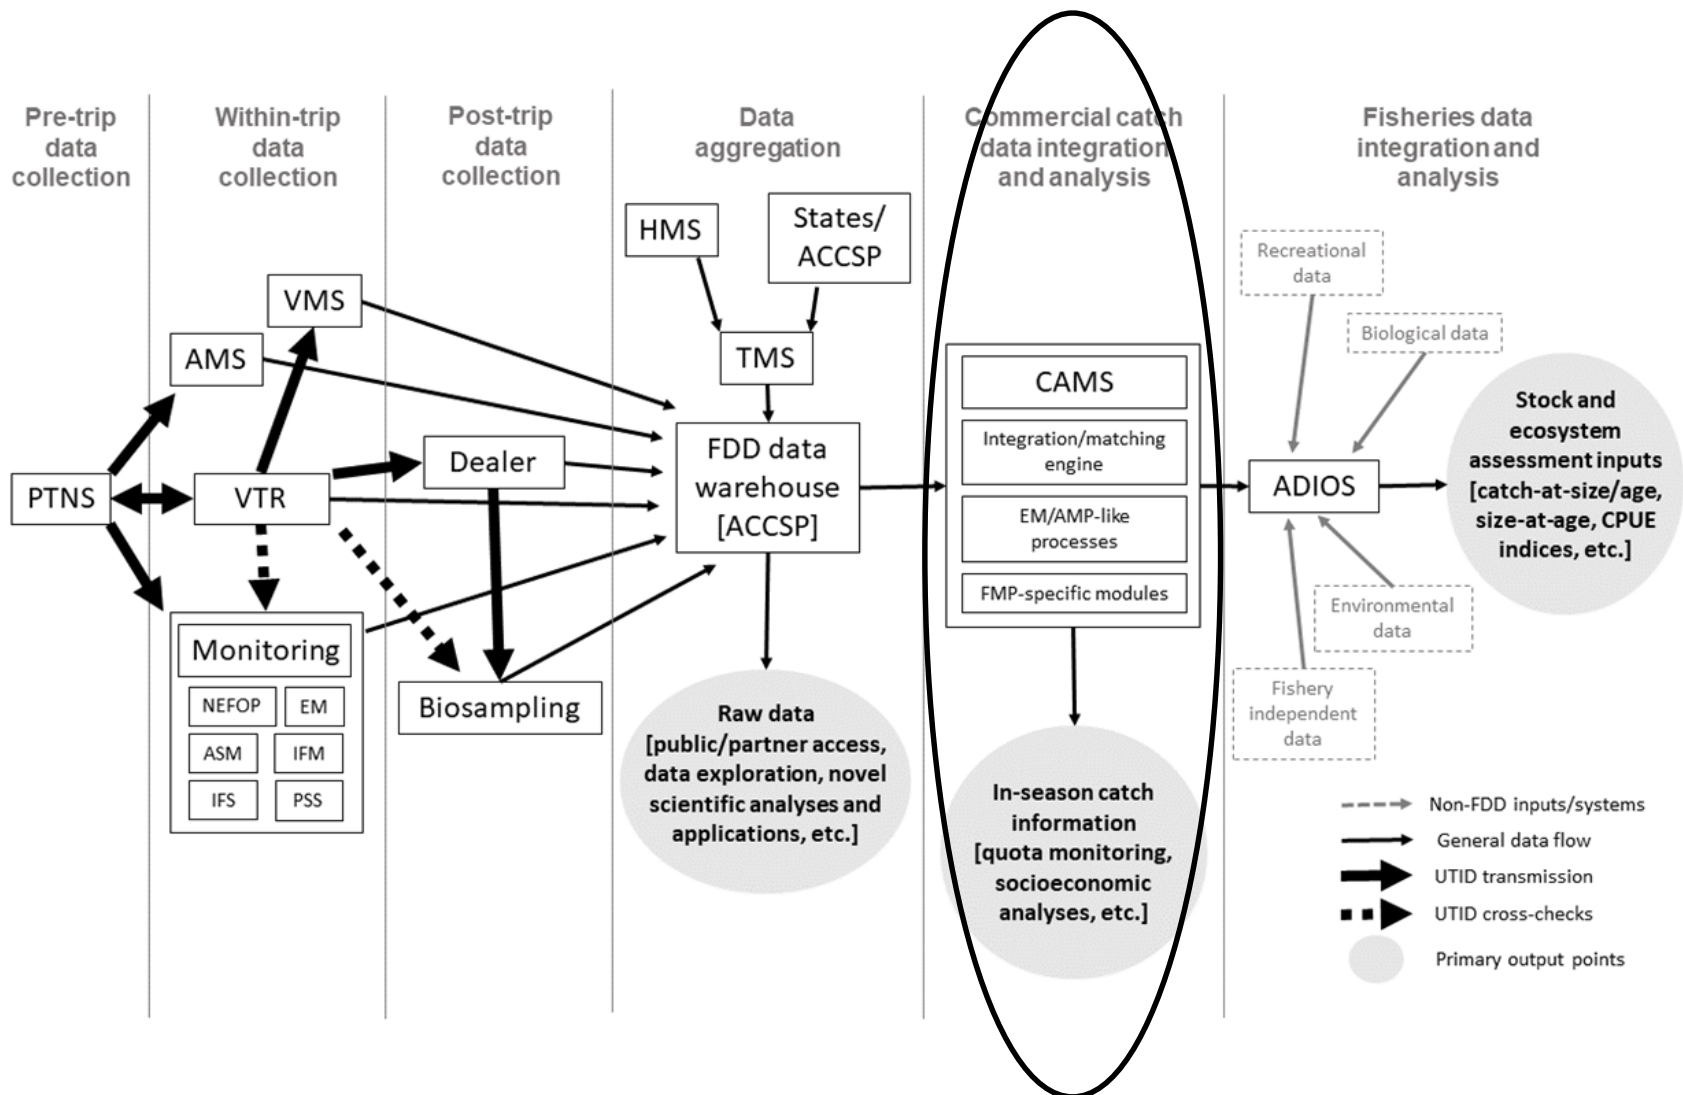 Pre-trip
data
collection
Within-trip
data
collection
Post-trip
data
collection
Data
aggregation
Commercial catch
data integration
and analysis
Fisheries data
integration and
analysis
HMS
States/
ACCSP
TMS
VMS
AMS
PTNS
VTR
Dealer
FDD data
warehouse
[ACCSP]
Monitoring
NEFOP
EM
ASM
IFM
IFS
PSS
Biosampling
Raw data
[public/partner access,
data exploration, novel
scientific analyses and
applications, etc.]
CAMS
Integration/matching
engine
EM/AMP-like
processes
FMP-specific modules
In-season catch
information
[quota monitoring,
socioeconomic
analyses, etc.]
Recreational
data
Biological data
ADIOS
Environmental
data
Fishery
independent
data
Stock and
ecosystem
assessment inputs
[catch-at-size/age,
size-at-age, CPUE
indices, etc.]
Non-FDD inputs/systems
General data flow
UTID transmission
UTID cross-checks
Primary output points